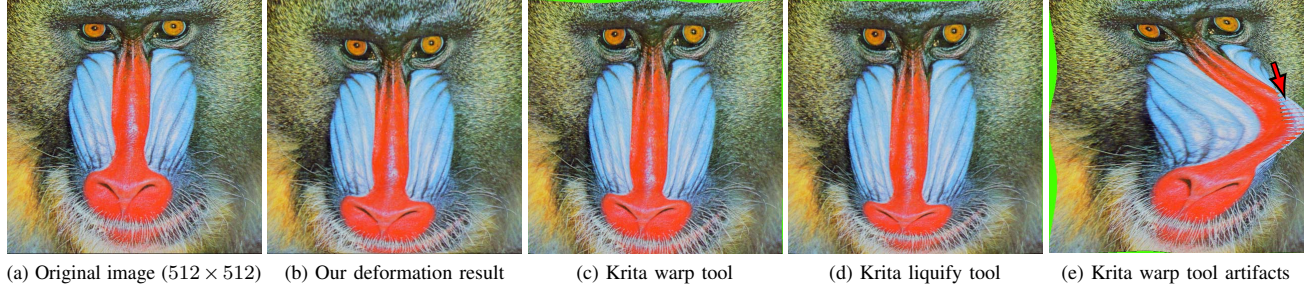 (a) Original image (512 × 512)
(b) Our deformation result
(c) Krita warp tool
(d) Krita liquify tool
(e) Krita warp tool artifacts